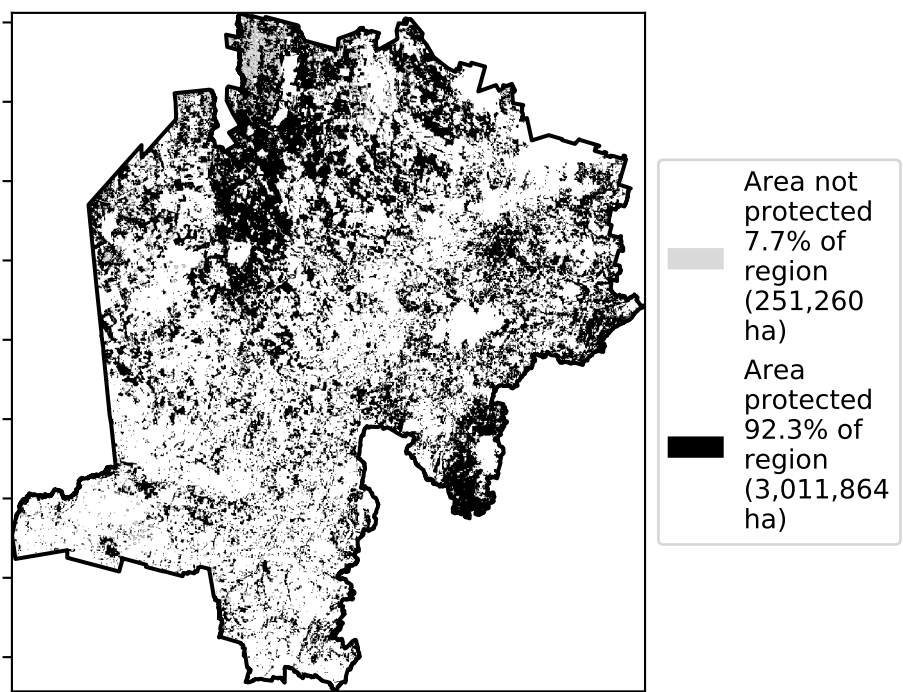 Area not
protected
7.7% of
region
(251,260
ha)
Area
protected
92.3% of
region
(3,011,864
ha)